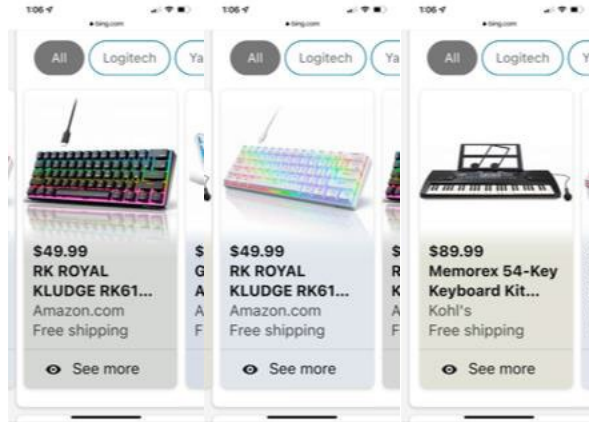 1:06
bing.com
All
Logitech
Ya
$49.99
RK ROYAL
KLUDGE RK61...
Amazon.com
Free shipping
See more
$
G
A
A
F
1:06
bing.com
All
Logitech
Ya
$49.99
RK ROYAL
KLUDGE RK61...
Amazon.com
Free shipping
See more
$
R
K
A
F
1:06
bing.com
All
Logitech
Y
$89.99
Memorex 54-Key
Keyboard Kit...
Kohl's
Free shipping
See more